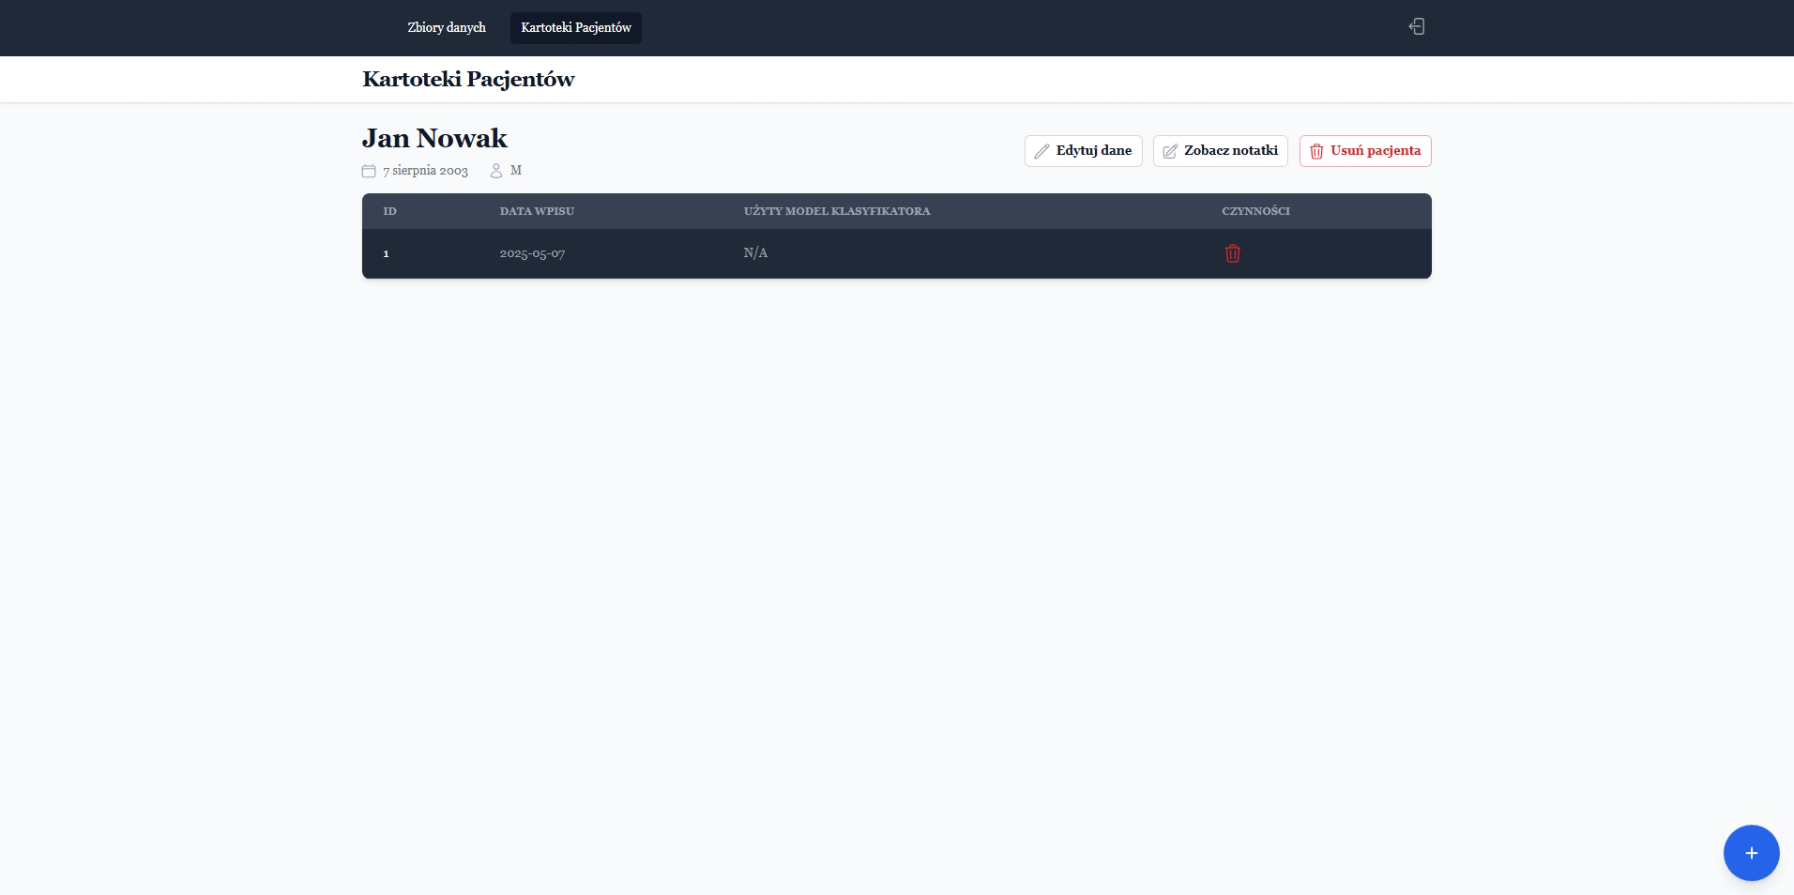 Zbiory danych Kartoteki Pacjentów
Kartoteki Pacjentów
Jan Nowak
7 sierpnia 2003 M
Edytuj dane Zobacz notatki Usuń pacjenta
ID DATA WPISU UŻYTY MODEL KLASYFIKATORA CZYNNOŚCI
1 2025-05-07 N/A
+